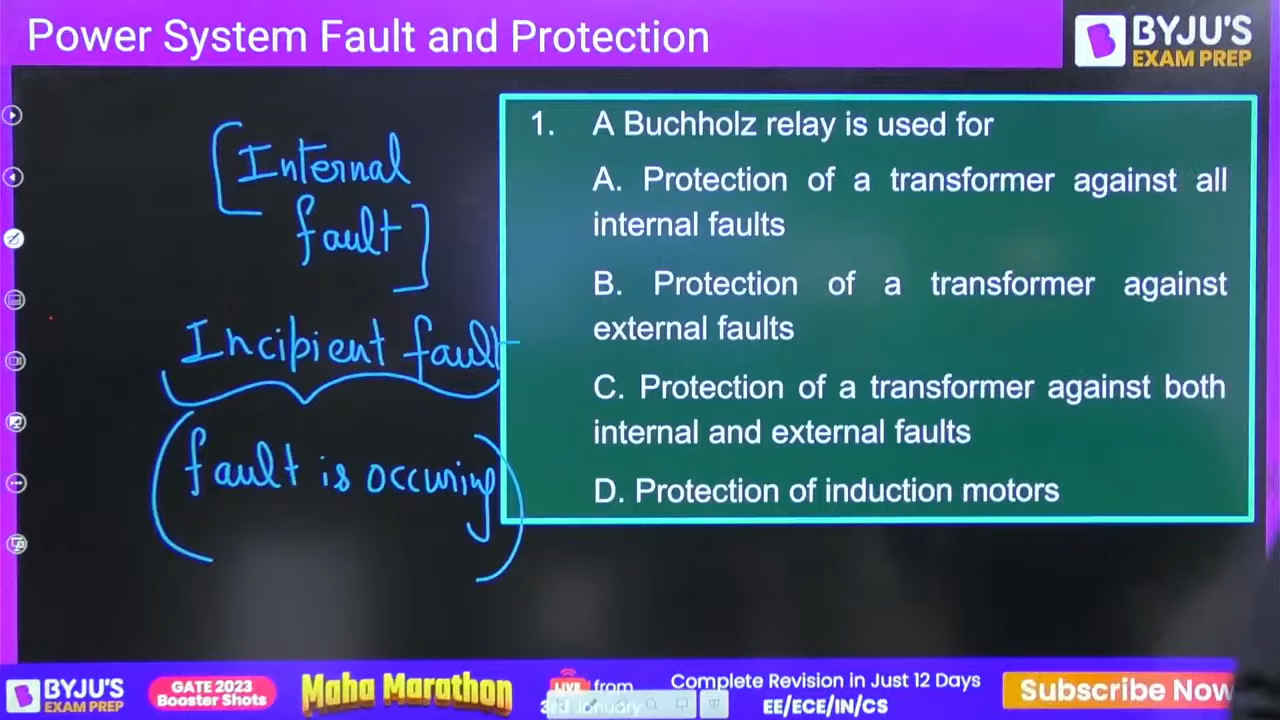 Power System Fault and Protection
BYJU'S
EXAM PREP
[Internal
fault]
Incipient fault
(fault is occuring)
1. A Buchholz relay is used for
A. Protection of a transformer against all
internal faults
B. Protection of a transformer against
external faults
C. Protection of a transformer against both
internal and external faults
D. Protection of induction motors
BYJU'S
EXAM PREP
GATE 2023
Booster Shots
Maha Marathon
LIVE from
January
Complete Revision in Just 12 Days
EE/ECE/IN/CS
Subscribe Now